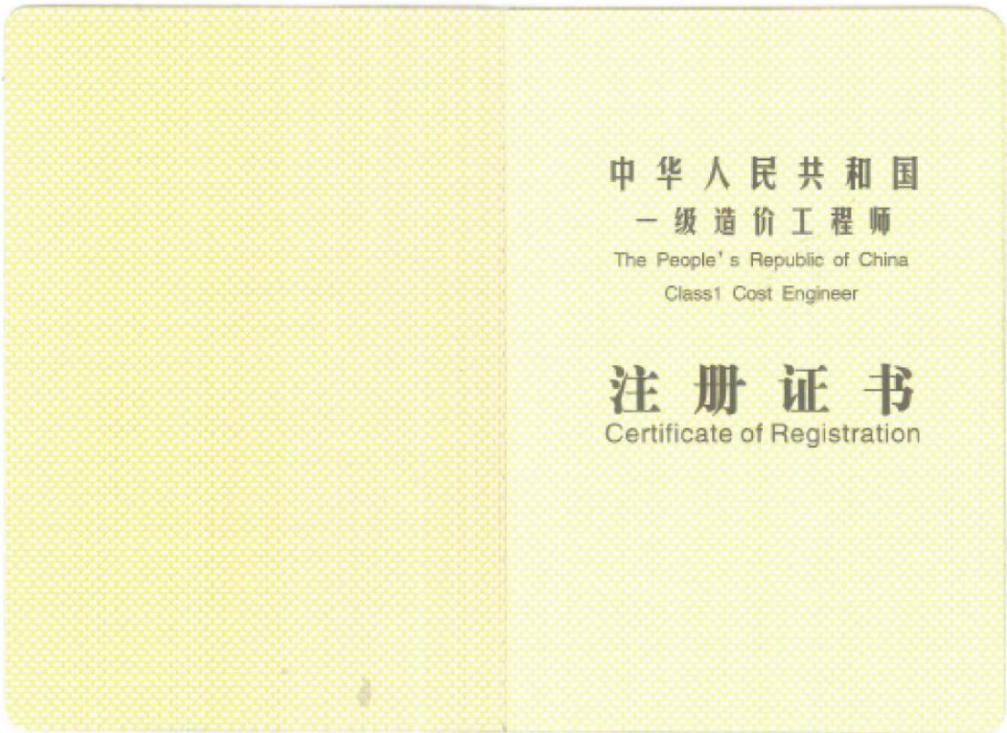 中华人民共和国
一级造价工程师
The People's Republic of China
Class1 Cost Engineer
注册证书
Certificate of Registration